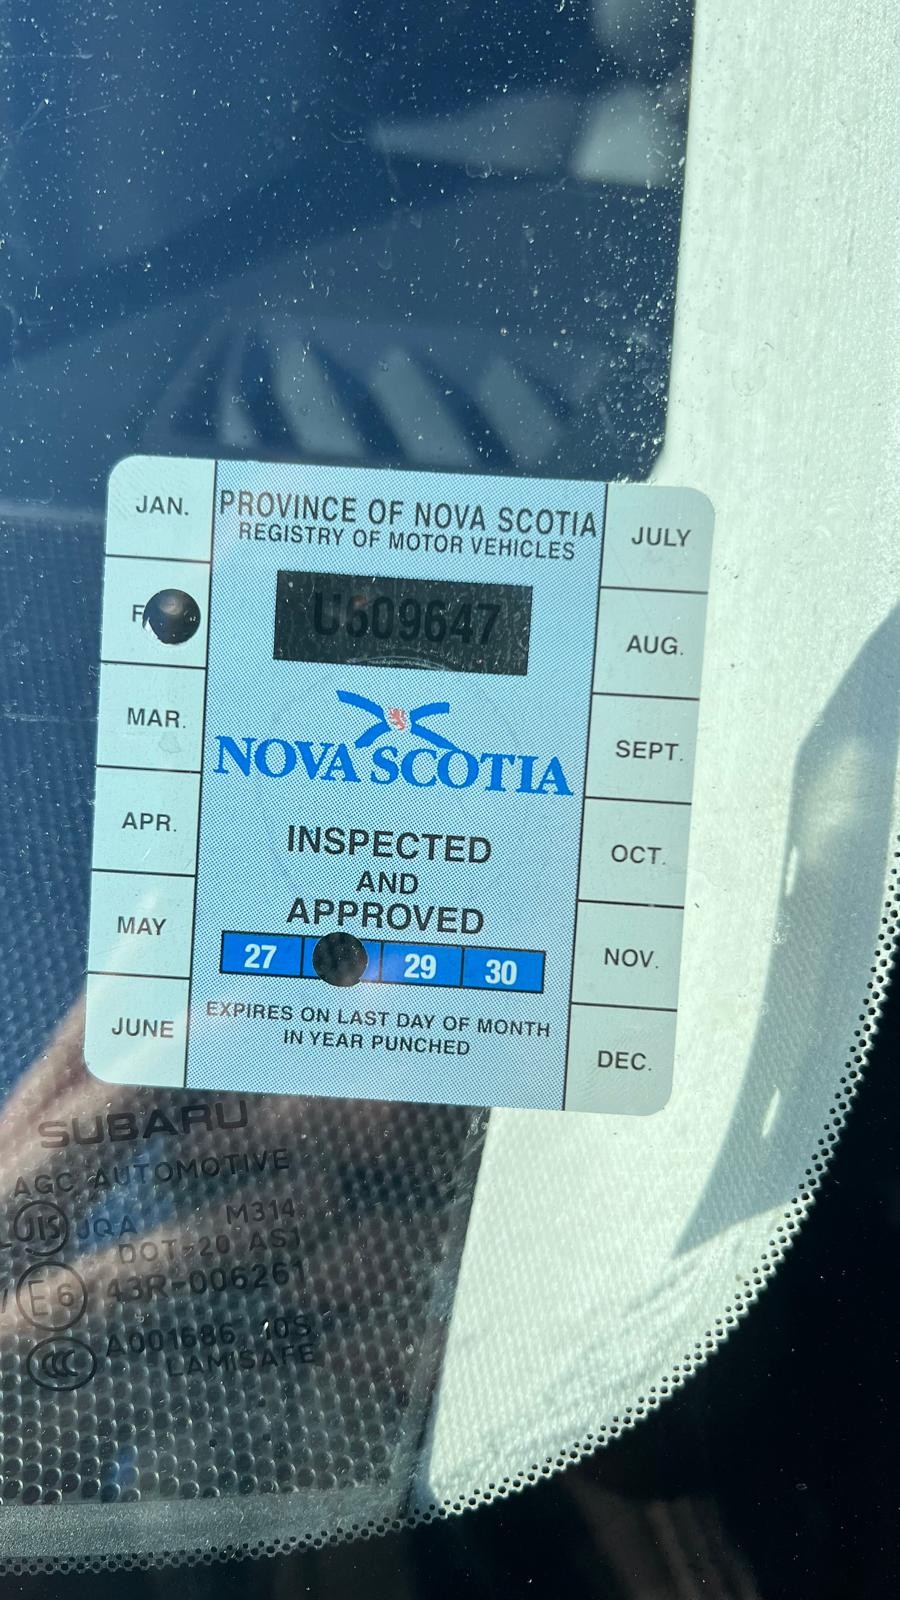 JAN.
MAR.
APR.
MAY
JUNE
PROVINCE OF NOVA SCOTIA
REGISTRY OF MOTOR VEHICLES
U509647
NOVA SCOTIA
INSPECTED
AND
APPROVED
27 29 30
EXPIRES ON LAST DAY OF MONTH
IN YEAR PUNCHED
JULY
AUG.
SEPT.
OCT.
NOV.
DEC.
SUBARU
AGC AUTOMOTIVE
JIS JQA M314
DOT-20 AS1
E6 43R-006261
CCC A001686 10S
LAMISAFE